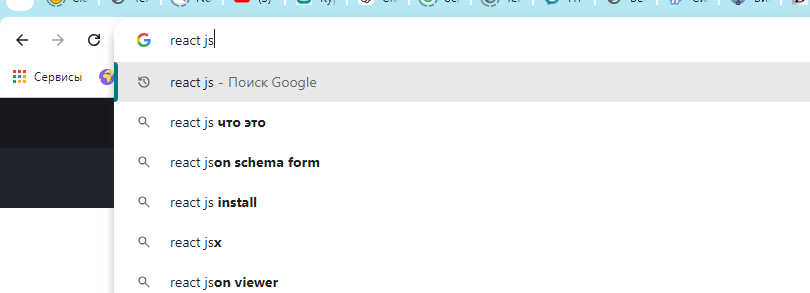 react js
Сервисы
react js - Поиск Google
react js что это
react json schema form
react js install
react jsx
react json viewer